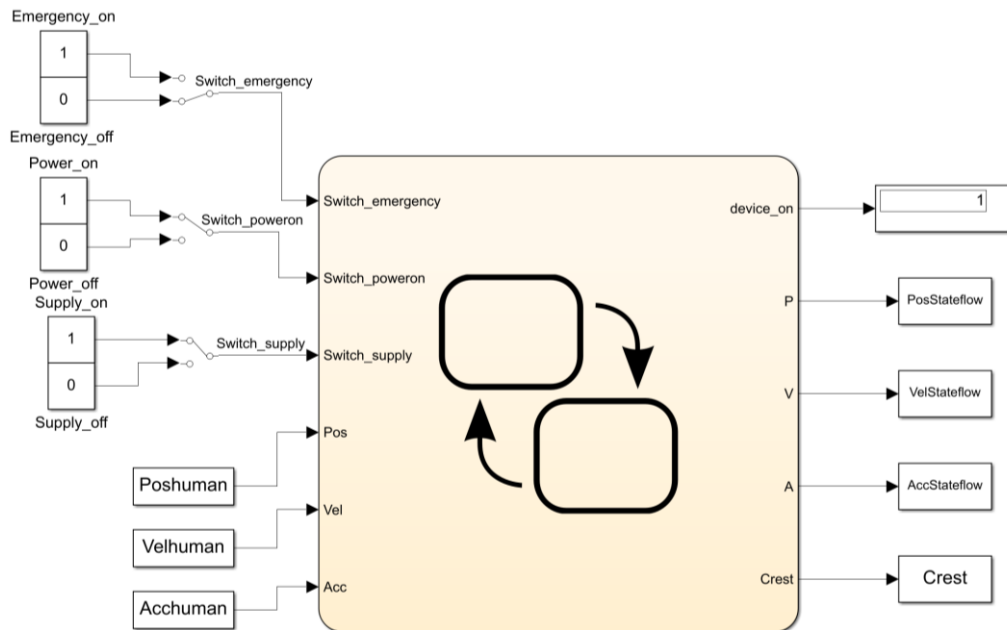 Emergency_on
1
0
Switch_emergency
Emergency_off
Power_on
1
0
Switch_poweron
Power_off
Supply_on
1
0
Switch_supply
Supply_off
Poshuman
Velhuman
Acchuman
Switch_emergency
Switch_poweron
Switch_supply
Pos
Vel
Acc
device_on
P
V
A
Crest
1
PosStateflow
VelStateflow
AccStateflow
Crest